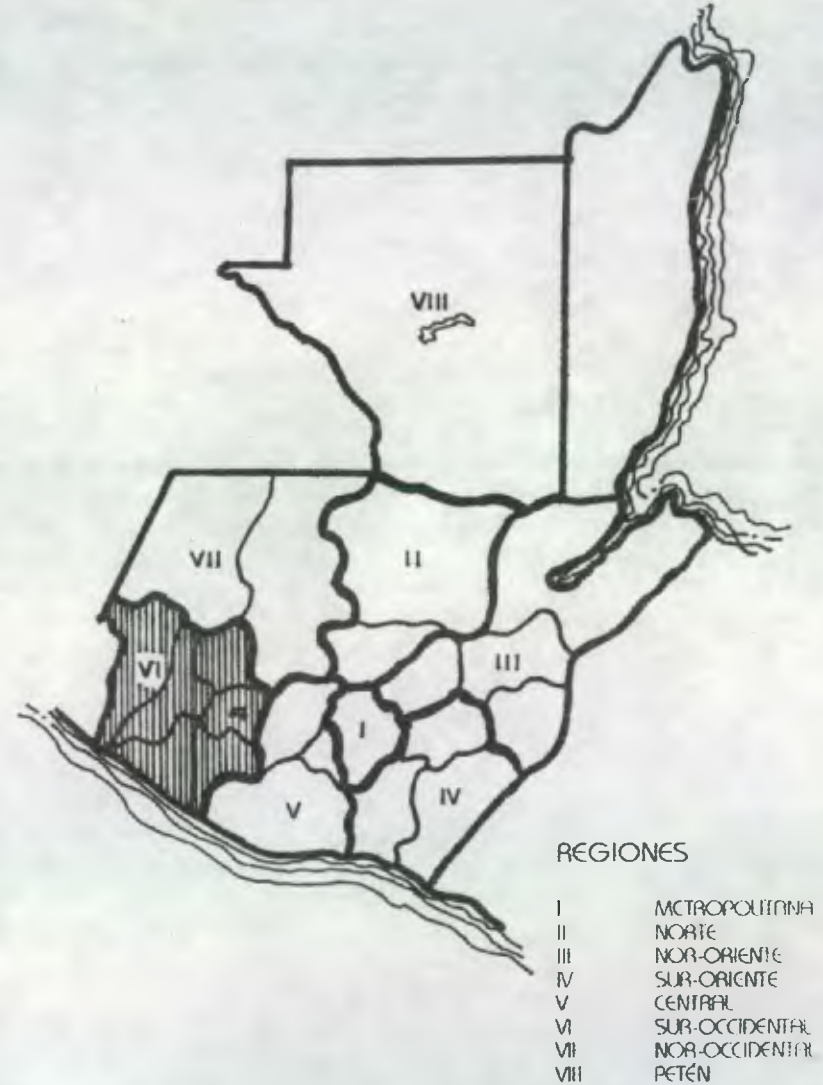 VIII
VII
II
VI
III
I
V
IV
REGIONES
I METROPOLITANA
II NORTE
III NOR-ORIENTE
IV SUR-ORIENTE
V CENTRAL
VI SUR-OCCIDENTAL
VII NOR-OCCIDENTAL
VIII PETÉN